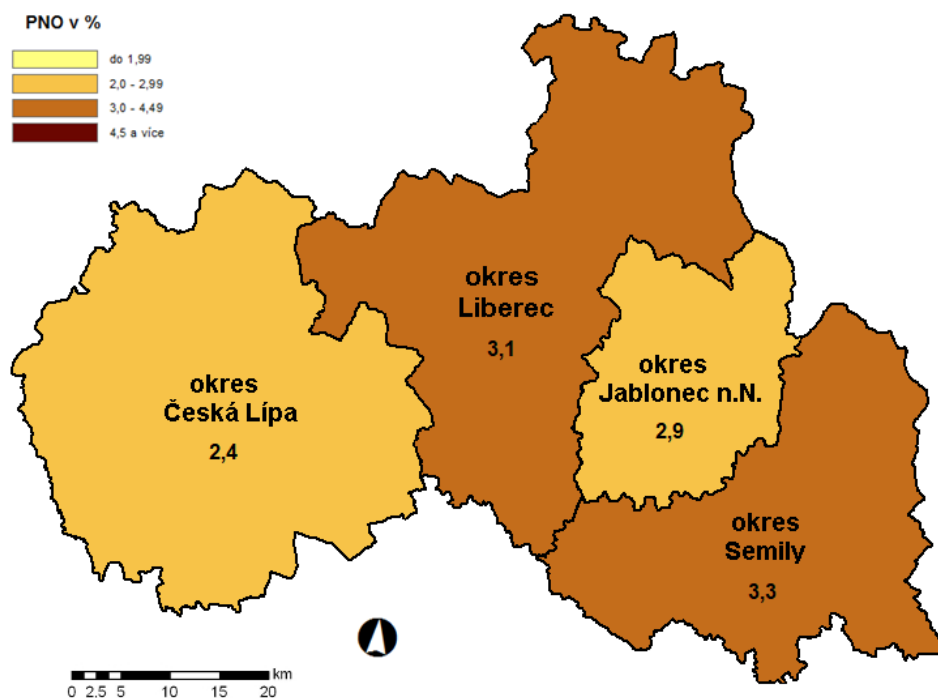 PNO v %
do 1,99
2,0 - 2,99
3,0 - 4,49
4,5 a více
okres
Liberec
3,1
okres
Jablonec n.N.
2,9
okres
Česká Lípa
2,4
okres
Semily
3,3
km
0 2,5 5 10 15 20